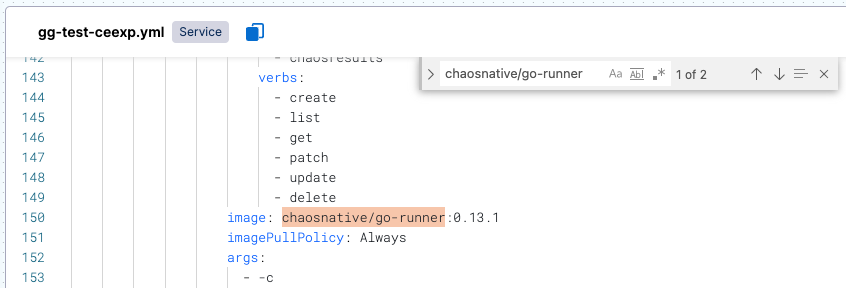 gg-test-ceexp.yml Service
chaosnative/go-runner Aa Abl .* 1 of 2
142 - chaosresults
143 verbs:
144 - create
145 - list
146 - get
147 - patch
148 - update
149 - delete
150 image: chaosnative/go-runner:0.13.1
151 imagePullPolicy: Always
152 args:
153 - -c